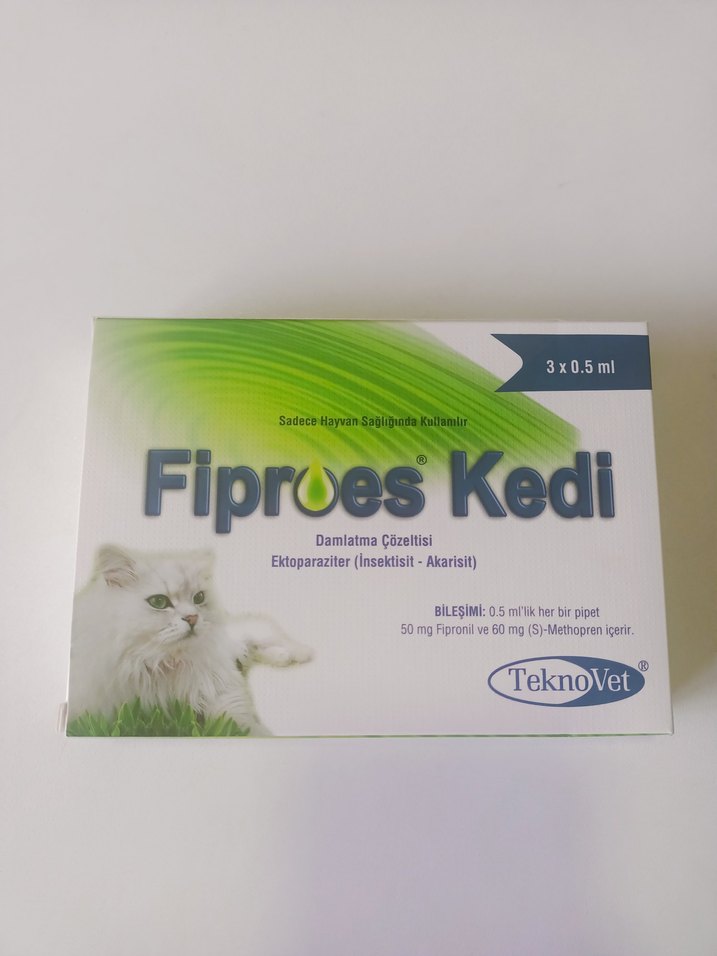 3 x 0.5 ml
Sadece Hayvan Sağlığında Kullanılır
Fiproes® Kedi
Damlatma Çözeltisi
Ektoparaziter (İnsektisit - Akarisit)
BİLEŞİMİ: 0.5 ml'lik her bir pipet
50 mg Fipronil ve 60 mg (S)-Methopren içerir.
TeknoVet®